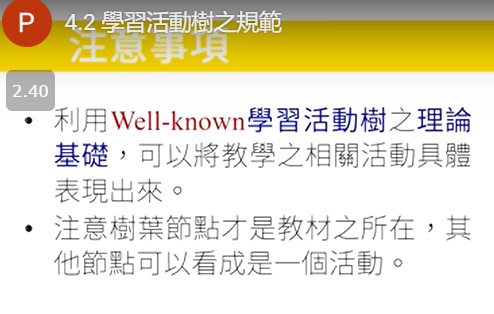 P
4.2 學習活動樹之規範
注意事項
2.40
• 利用Well-known學習活動樹之理論
基礎，可以將教學之相關活動具體
表現出來。
• 注意樹葉節點才是教材之所在，其
他節點可以看成是一個活動。